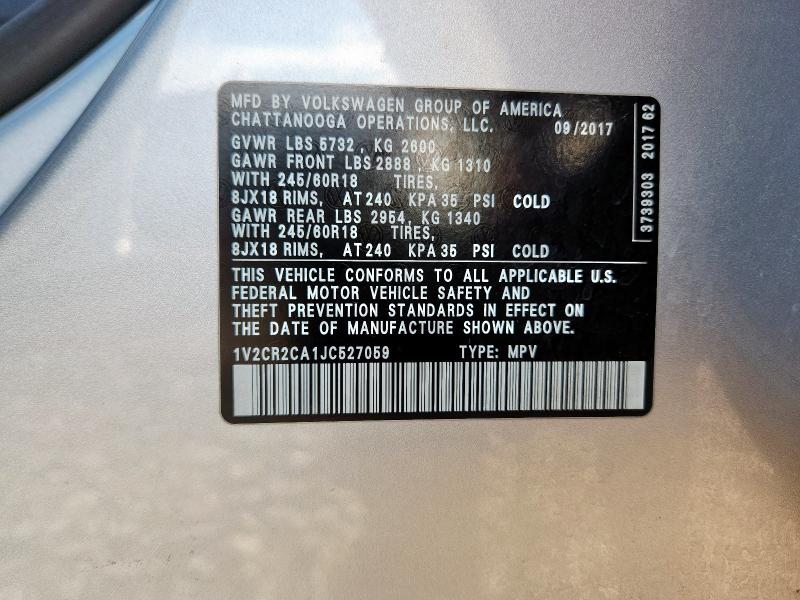 MFD BY VOLKSWAGEN GROUP OF AMERICA
CHATTANOOGA OPERATIONS, LLC. 09/2017
GVWR LBS 5732, KG 2600
GAWR FRONT LBS 2888, KG 1310
WITH 245/60R18 TIRES,
8JX18 RIMS, AT 240 KPA 35 PSI COLD
GAWR REAR LBS 2954, KG 1340
WITH 245/60R18 TIRES,
8JX18 RIMS, AT 240 KPA 35 PSI COLD
THIS VEHICLE CONFORMS TO ALL APPLICABLE U.S.
FEDERAL MOTOR VEHICLE SAFETY AND
THEFT PREVENTION STANDARDS IN EFFECT ON
THE DATE OF MANUFACTURE SHOWN ABOVE.
1V2CR2CA1JC527059 TYPE: MPV
3739303 2017 62